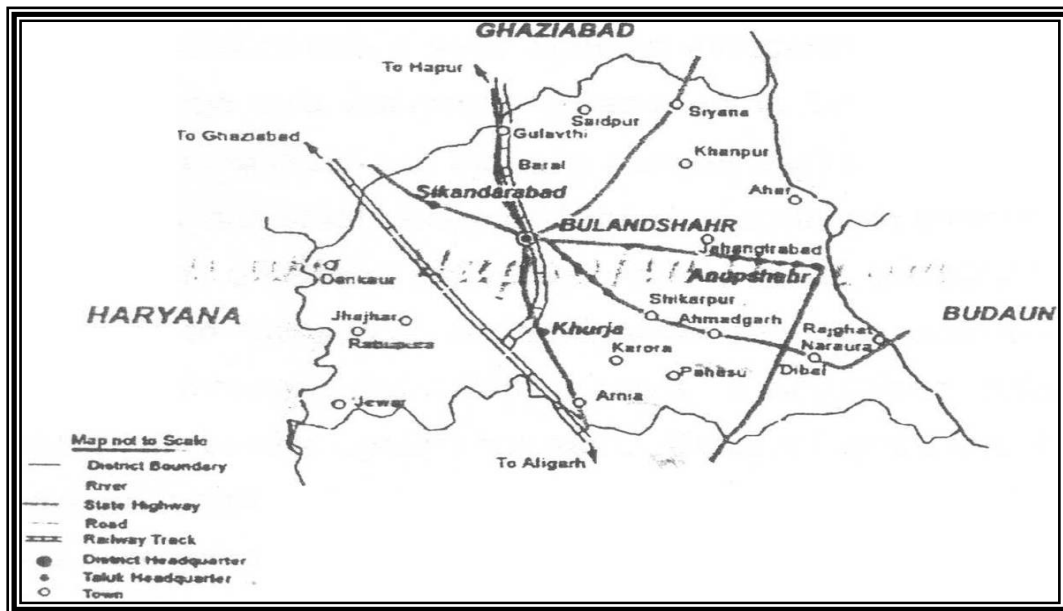 GHAZIABAD
To Hapur
Saidpur
Siyana
To Ghaziabad
Gulavthi
Baral
Khanpur
Sikandarabad
Ahar
BULANDSHAHR
Jahangirabad
Dankaur
Anupshahr
HARYANA
Jhajhar
Rabupura
Khurja
Shikarpur
Ahmadgarh
Rajghat
Naraura
BUDAUN
Karora
Pahasu
Dibai
Jewar
Arnia
To Aligarh
Map not to Scale
District Boundary
River
State Highway
Road
Railway Track
District Headquarter
Taluk Headquarter
Town